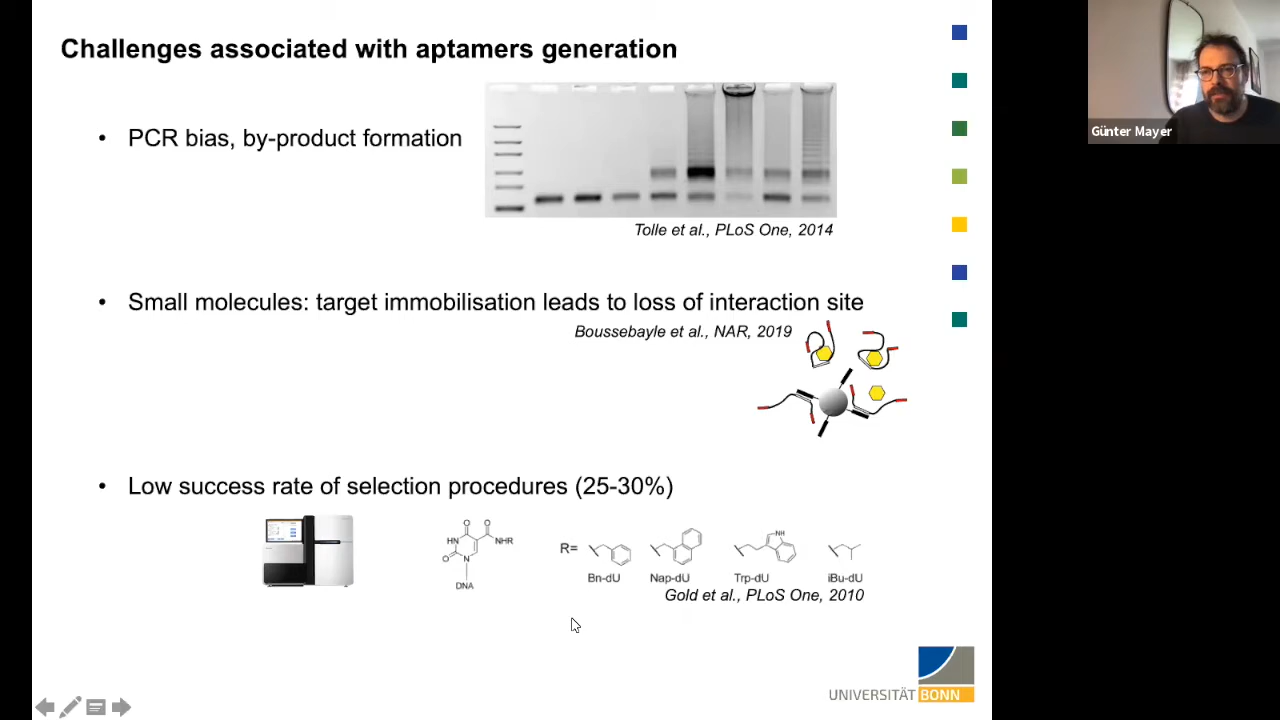 Challenges associated with aptamers generation
• PCR bias, by-product formation
Tolle et al., PLoS One, 2014
• Small molecules: target immobilisation leads to loss of interaction site
Boussebayle et al., NAR, 2019
• Low success rate of selection procedures (25-30%)
O
O
HN
NHR
O
N
DNA
R=
NH
Bn-dU
Nap-dU
Trp-dU
iBu-dU
Gold et al., PLoS One, 2010
UNIVERSITÄT BONN
Günter Mayer